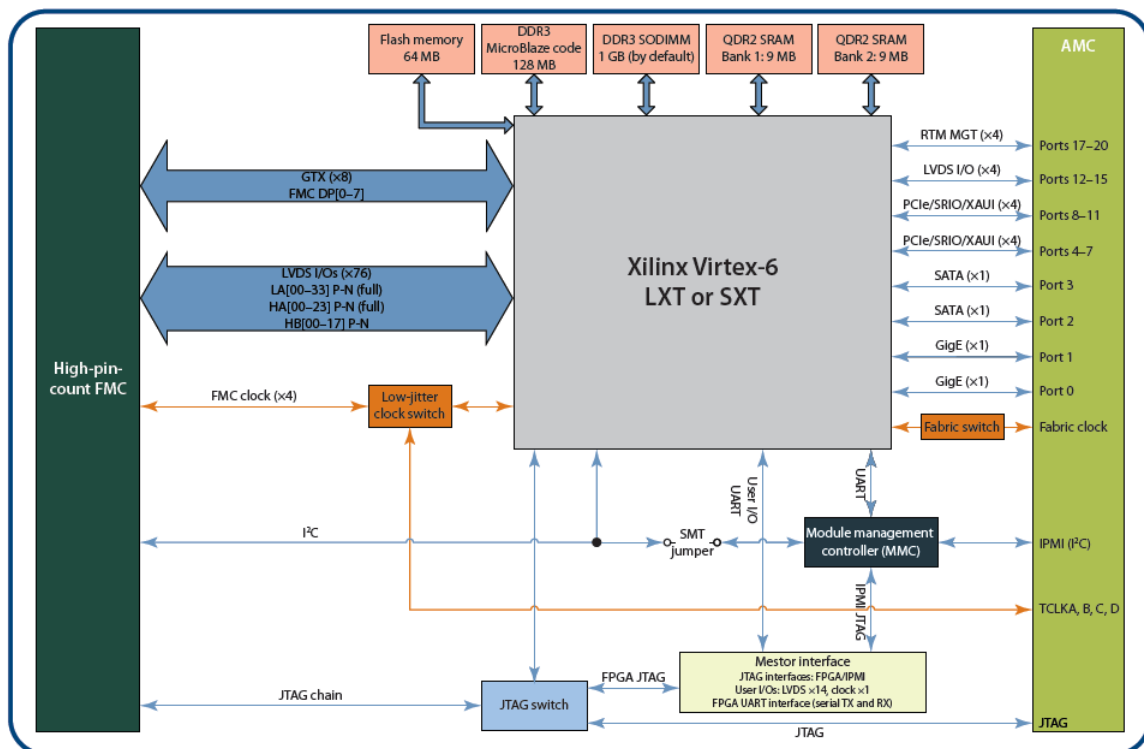 Flash memory
64 MB
DDR3
MicroBlaze code
128 MB
DDR3 SODIMM
1 GB (by default)
QDR2 SRAM
Bank 1: 9 MB
QDR2 SRAM
Bank 2: 9 MB
AMC
High-pin-
count FMC
GTX (×8)
FMC DP[0–7]
LVDS I/Os (×76)
LA[00–33] P-N (full)
HA[00–23] P-N (full)
HB[00–17] P-N
Xilinx Virtex-6
LXT or SXT
RTM MGT (×4)
Ports 17–20
LVDS I/O (×4)
Ports 12–15
PCIe/SRIO/XAUI (×4)
Ports 8–11
PCIe/SRIO/XAUI (×4)
Ports 4–7
SATA (×1)
Port 3
SATA (×1)
Port 2
GigE (×1)
Port 1
GigE (×1)
Port 0
FMC clock (×4)
Low-jitter
clock switch
Fabric switch
Fabric clock
User I/O
UART
UART
I²C
SMT
jumper
Module management
controller (MMC)
IPMI (I²C)
IPMI JTAG
TCLKA, B, C, D
Mestor interface
JTAG interfaces: FPGA/IPMI
User I/Os: LVDS ×14, clock ×1
FPGA UART interface (serial TX and RX)
FPGA JTAG
JTAG chain
JTAG switch
JTAG
JTAG